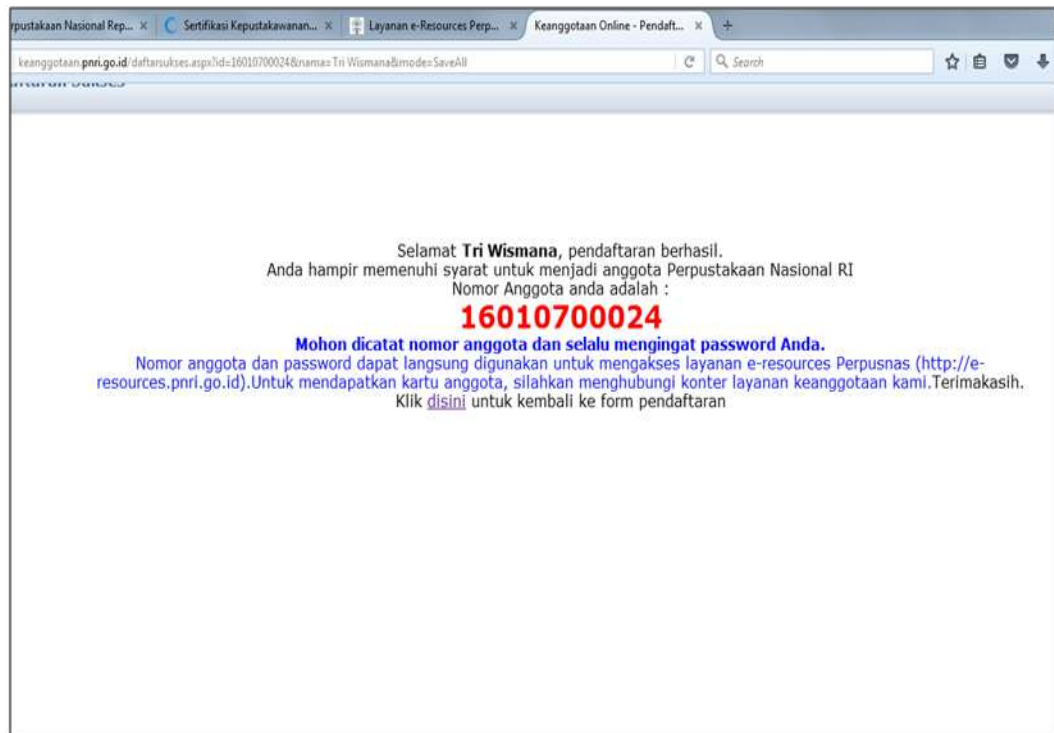 rpustakaan Nasional Rep... ×
Sertifikasi Kepustakawanan... ×
Layanan e-Resources Perp... ×
Keanggotaan Online - Pendaft... ×
+
keanggotaan.pnri.go.id/daftarsukses.aspx?id=16010700024&nama=Tri Wismana&mode=SaveAll
Search
Selamat Tri Wismana, pendaftaran berhasil.
Anda hampir memenuhi syarat untuk menjadi anggota Perpustakaan Nasional RI
Nomor Anggota anda adalah :
16010700024
Mohon dicatat nomor anggota dan selalu mengingat password Anda.
Nomor anggota dan password dapat langsung digunakan untuk mengakses layanan e-resources Perpusnas (http://e-
resources.pnri.go.id).Untuk mendapatkan kartu anggota, silahkan menghubungi konter layanan keanggotaan kami.Terimakasih.
Klik disini untuk kembali ke form pendaftaran